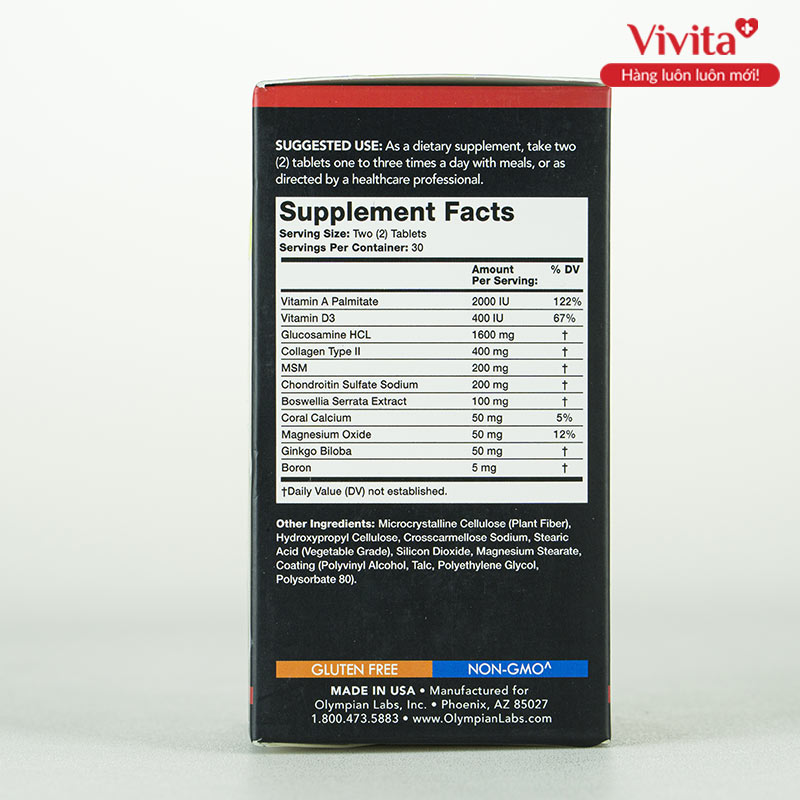 Vivita
Hàng luôn luôn mới!
SUGGESTED USE: As a dietary supplement, take two
(2) tablets one to three times a day with meals, or as
directed by a healthcare professional.
Supplement Facts
Serving Size: Two (2) Tablets
Servings Per Container: 30
Amount Per Serving: % DV
Vitamin A Palmitate 2000 IU 122%
Vitamin D3 400 IU 67%
Glucosamine HCL 1600 mg †
Collagen Type II 400 mg †
MSM 200 mg †
Chondroitin Sulfate Sodium 200 mg †
Boswellia Serrata Extract 100 mg †
Coral Calcium 50 mg 5%
Magnesium Oxide 50 mg 12%
Ginkgo Biloba 50 mg †
Boron 5 mg †
†Daily Value (DV) not established.
Other Ingredients: Microcrystalline Cellulose (Plant Fiber),
Hydroxypropyl Cellulose, Crosscarmellose Sodium, Stearic
Acid (Vegetable Grade), Silicon Dioxide, Magnesium Stearate,
Coating (Polyvinyl Alcohol, Talc, Polyethylene Glycol,
Polysorbate 80).
GLUTEN FREE NON-GMO^
MADE IN USA • Manufactured for
Olympian Labs, Inc. • Phoenix, AZ 85027
1.800.473.5883 • www.OlympianLabs.com